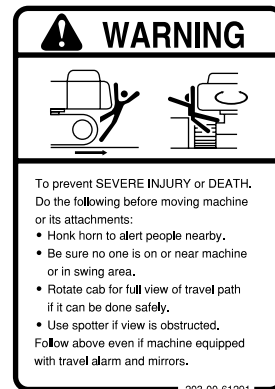 WARNING
To prevent SEVERE INJURY or DEATH.
Do the following before moving machine
or its attachments:
• Honk horn to alert people nearby.
• Be sure no one is on or near machine
or in swing area.
• Rotate cab for full view of travel path
if it can be done safely.
• Use spotter if view is obstructed.
Follow above even if machine equipped
with travel alarm and mirrors.
203-00-61291